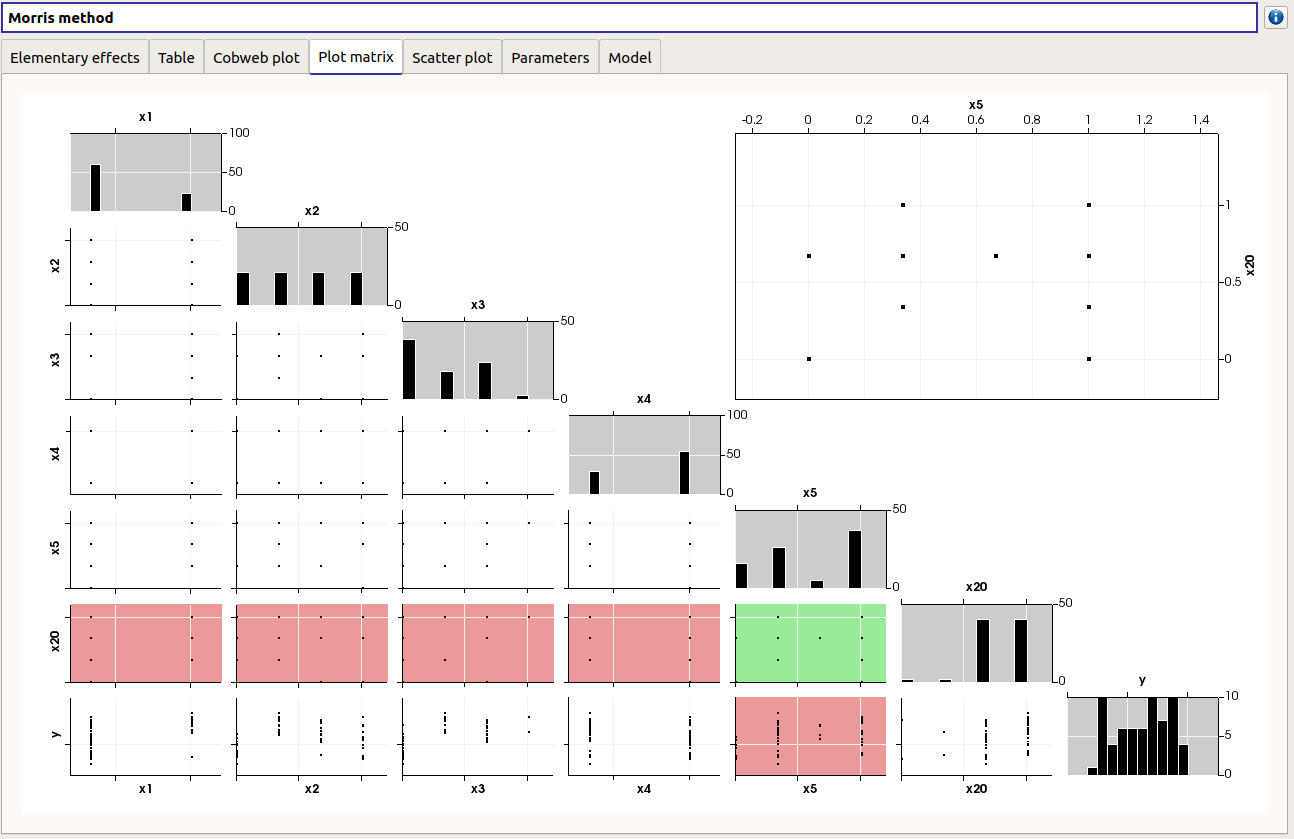 Morris method
Elementary effects Table Cobweb plot Plot matrix Scatter plot Parameters Model
x5
-0.2 0 0.2 0.4 0.6 0.8 1 1.2 1.4
x1
100
50
0
1
0.5
0
x20
x2
50
0
x2
x3
50
0
x3
x4
100
50
0
x4
x5
50
0
x5
x20
50
0
x20
y
10
5
0
y
x1 x2 x3 x4 x5 x20